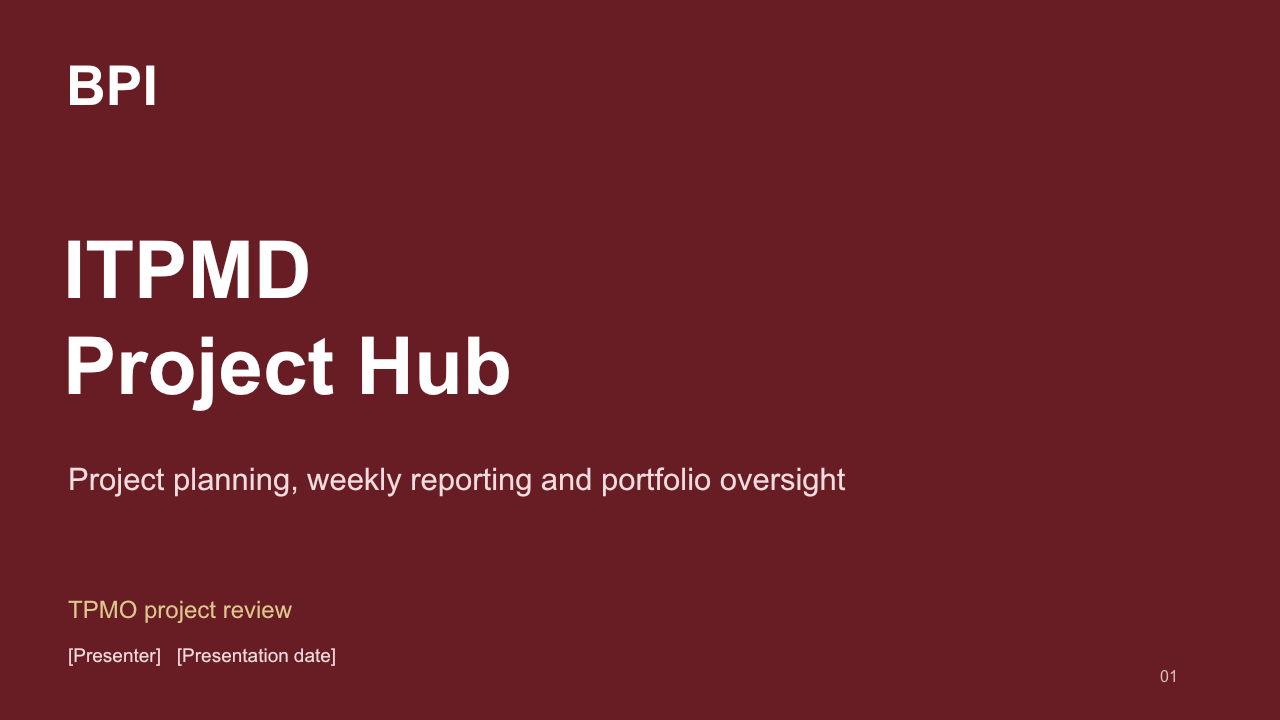 BPI
ITPMD
Project Hub
Project planning, weekly reporting and portfolio oversight
TPMO project review
[Presenter]   [Presentation date]
01